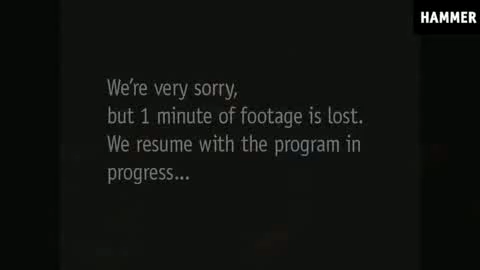 HAMMER
We're very sorry,
but 1 minute of footage is lost.
We resume with the program in
progress...